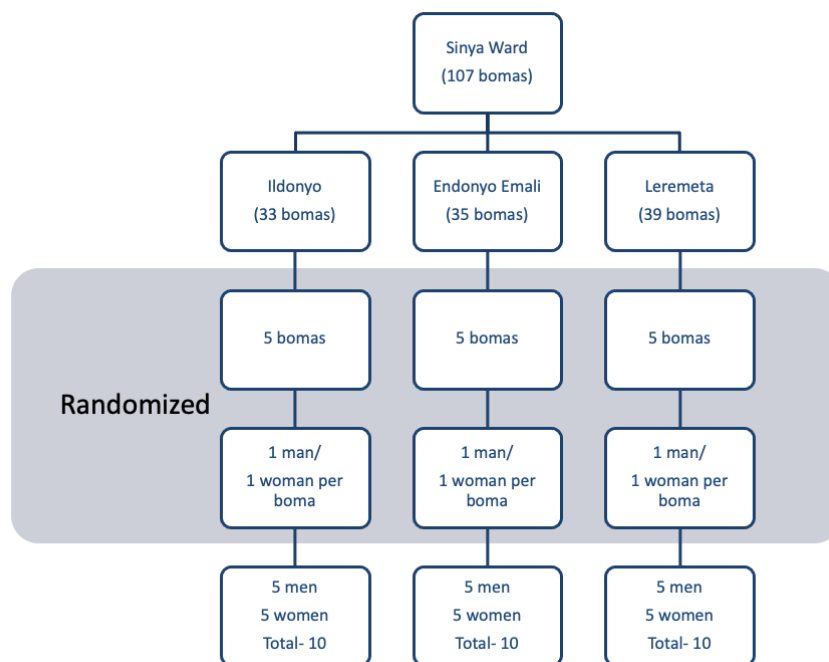 Sinya Ward
(107 bomas)
Ildonyo
(33 bomas)
Endonyo Emali
(35 bomas)
Leremeta
(39 bomas)
5 bomas
5 bomas
5 bomas
Randomized
1 man/
1 woman per
boma
1 man/
1 woman per
boma
1 man/
1 woman per
boma
5 men
5 women
Total- 10
5 men
5 women
Total- 10
5 men
5 women
Total- 10